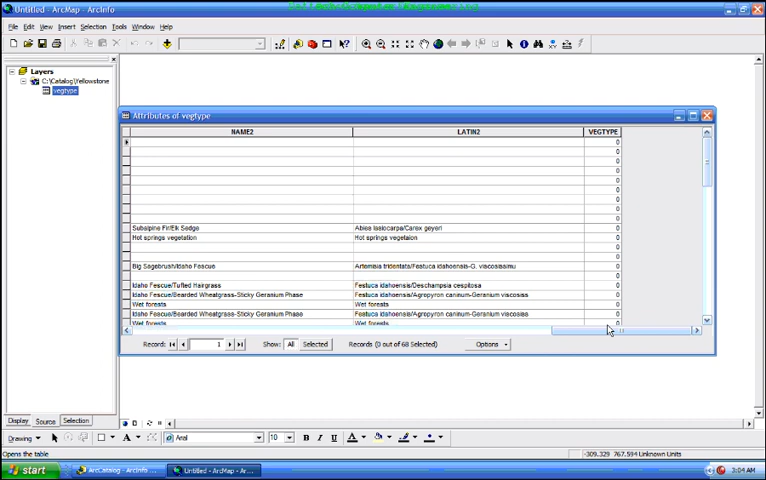 Untitled - ArcMap - ArcInfo
File Edit View Insert Selection Tools Window Help
Layers
C:\Catalog\Yellowstone
vegtype
Attributes of vegtype
NAME2 LATIN2 VEGTYPE
0
0
0
0
0
0
0
0
0
Subalpine Fir/Elk Sedge Abies lasiocarpa/Carex geyeri 0
Hot springs vegetation Hot springs vegetaion 0
0
0
Big Sagebrush/Idaho Fescue Artemisia tridentata/Festuca idahoensis-G. viscosissimu 0
0
Idaho Fescue/Tufted Hairgrass Festuca idahoensis/Deschampsia cespitosa 0
Idaho Fescue/Bearded Wheatgrass-Sticky Geranium Phase Festuca idahoensis/Agropyron caninum-Geranium viscosiss 0
Wet forests Wet forests 0
Idaho Fescue/Bearded Wheatgrass-Sticky Geranium Phase Festuca idahoensis/Agropyron caninum-Geranium viscosiss 0
Wet forests Wet forests 0
Record: 1 Show: All Selected Records (0 out of 68 Selected) Options
Display Source Selection
Drawing Arial 10 B I U A
Opens the table -309.329 767.594 Unknown Units
start ArcCatalog - ArcInfo ... Untitled - ArcMap - Ar... 3:04 AM